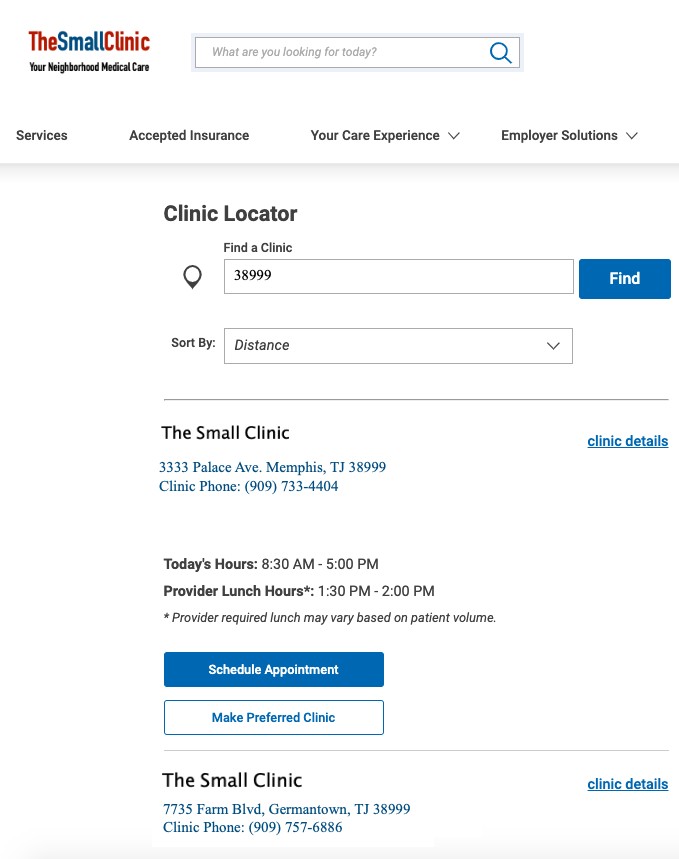 TheSmallClinic
Your Neighborhood Medical Care
What are you looking for today?
Services Accepted Insurance Your Care Experience Employer Solutions
Clinic Locator
Find a Clinic
38999
Find
Sort By: Distance
The Small Clinic
clinic details
3333 Palace Ave. Memphis, TJ 38999
Clinic Phone: (909) 733-4404
Today's Hours: 8:30 AM - 5:00 PM
Provider Lunch Hours*: 1:30 PM - 2:00 PM
* Provider required lunch may vary based on patient volume.
Schedule Appointment
Make Preferred Clinic
The Small Clinic
clinic details
7735 Farm Blvd, Germantown, TJ 38999
Clinic Phone: (909) 757-6886